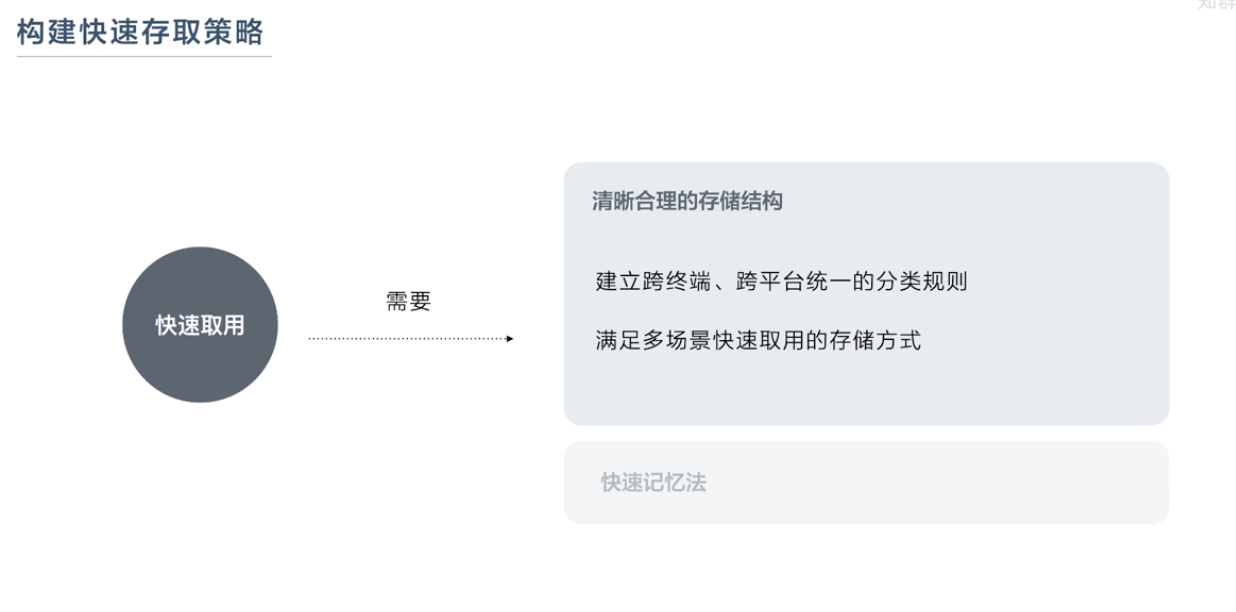 构建快速存取策略
清晰合理的存储结构
建立跨终端、跨平台统一的分类规则
需要
快速取用
满足多场景快速取用的存储方式
快速记忆法